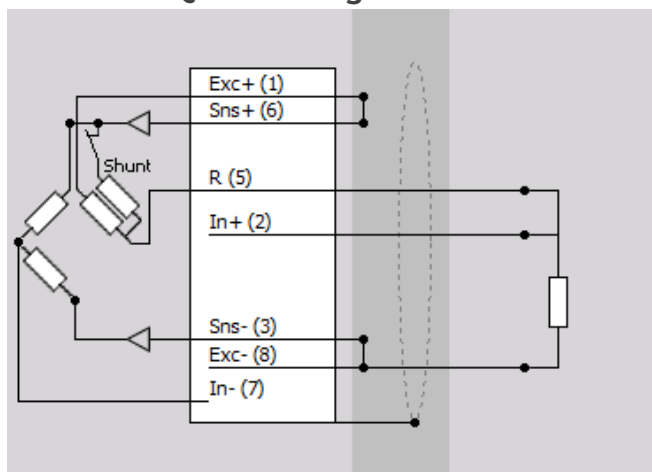 Exc+ (1)
Sns+ (6)
Shunt
R (5)
In+ (2)
Sns- (3)
Exc- (8)
In- (7)